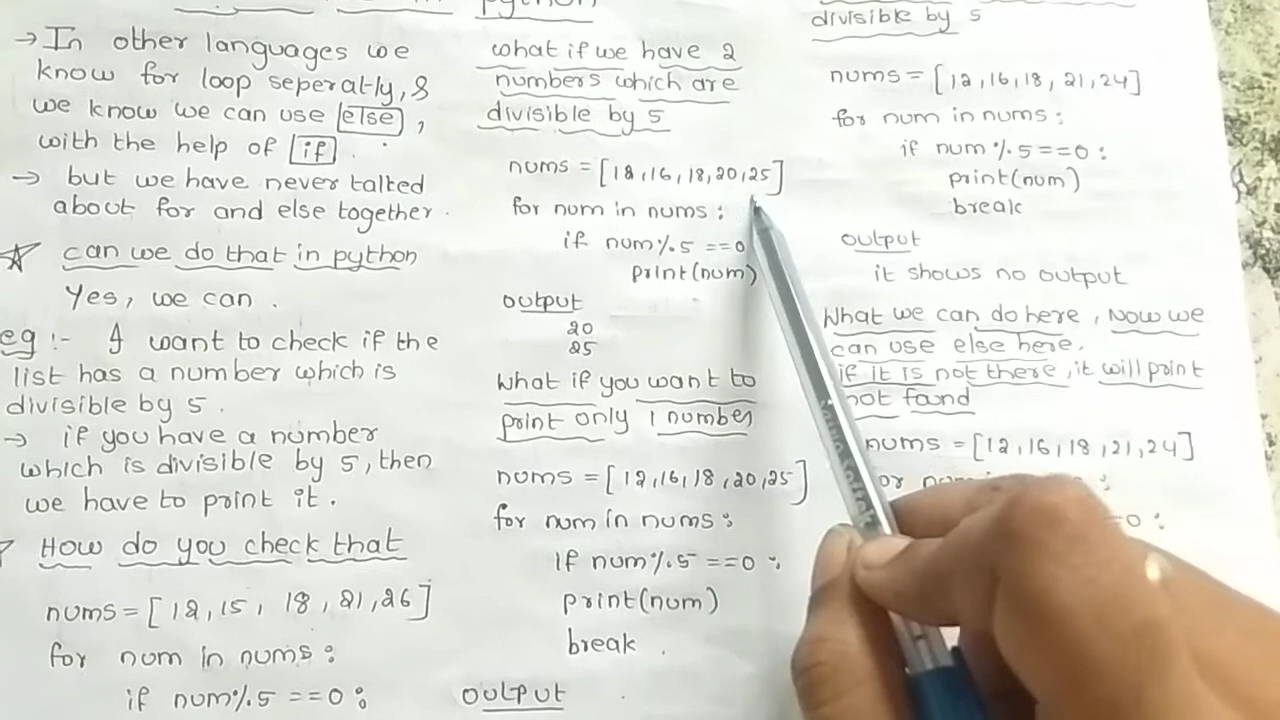 → In other languages we
know for loop seperatly, &
we know we can use else,
with the help of if.
→ but we have never talked
about for and else together.
can we do that in python
Yes, we can.
eg :- I want to check if the
list has a number which is
divisible by 5.
→ if you have a number
which is divisible by 5, then
we have to print it.
How do you check that
nums = [12, 15, 18, 21, 26]
for num in nums:
if num%5 ==0:
python
what if we have 2
numbers which are
divisible by 5
nums = [12,16,18,20,25]
for num in nums:
if num%5 ==0
print(num)
output
20
25
What if you want to
print only 1 number
nums = [12,16,18,20,25]
for num in nums:
if num%5 ==0:
print(num)
break.
output
divisible by 5
nums = [12,16,18, 21,24]
for num in nums:
if num%5==0:
print(num)
break
output
it shows no output
What we can do here, Now we
can use else here.
if it is not there, it will print
not found
nums = [12,16,18,21,24]
=0: